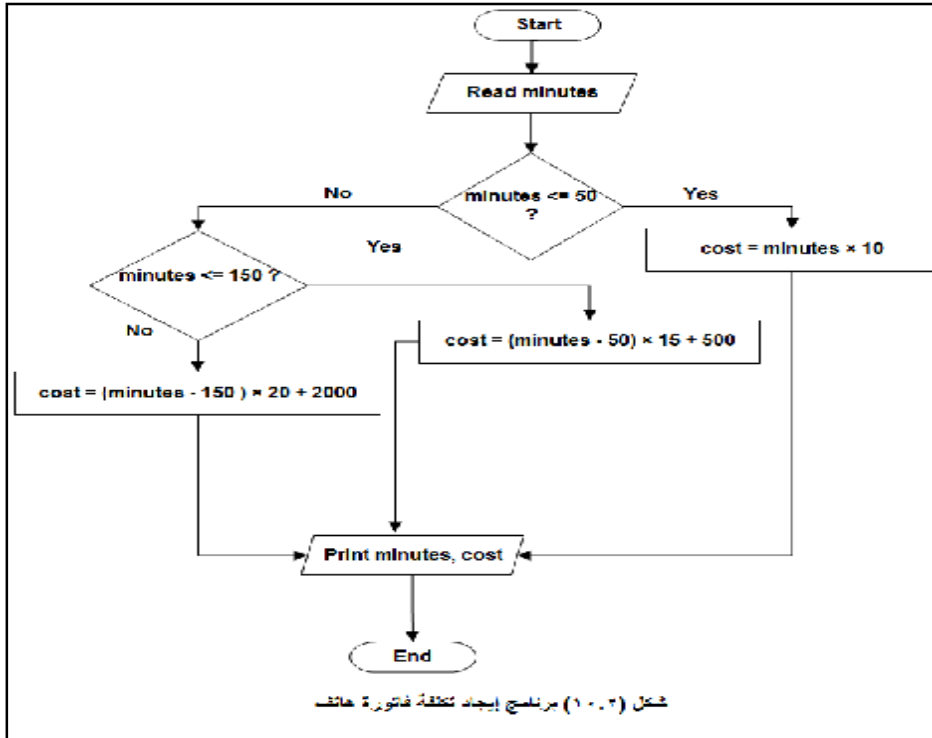 Start
Read minutes
minutes <= 50
?
No
Yes
minutes <= 150 ?
Yes
cost = minutes × 10
No
cost = (minutes - 50) × 15 + 500
cost = (minutes - 150 ) × 20 + 2000
Print minutes, cost
End
شكل (١٠.٢) برنامج إيجاد تكلفة فاتورة هاتف